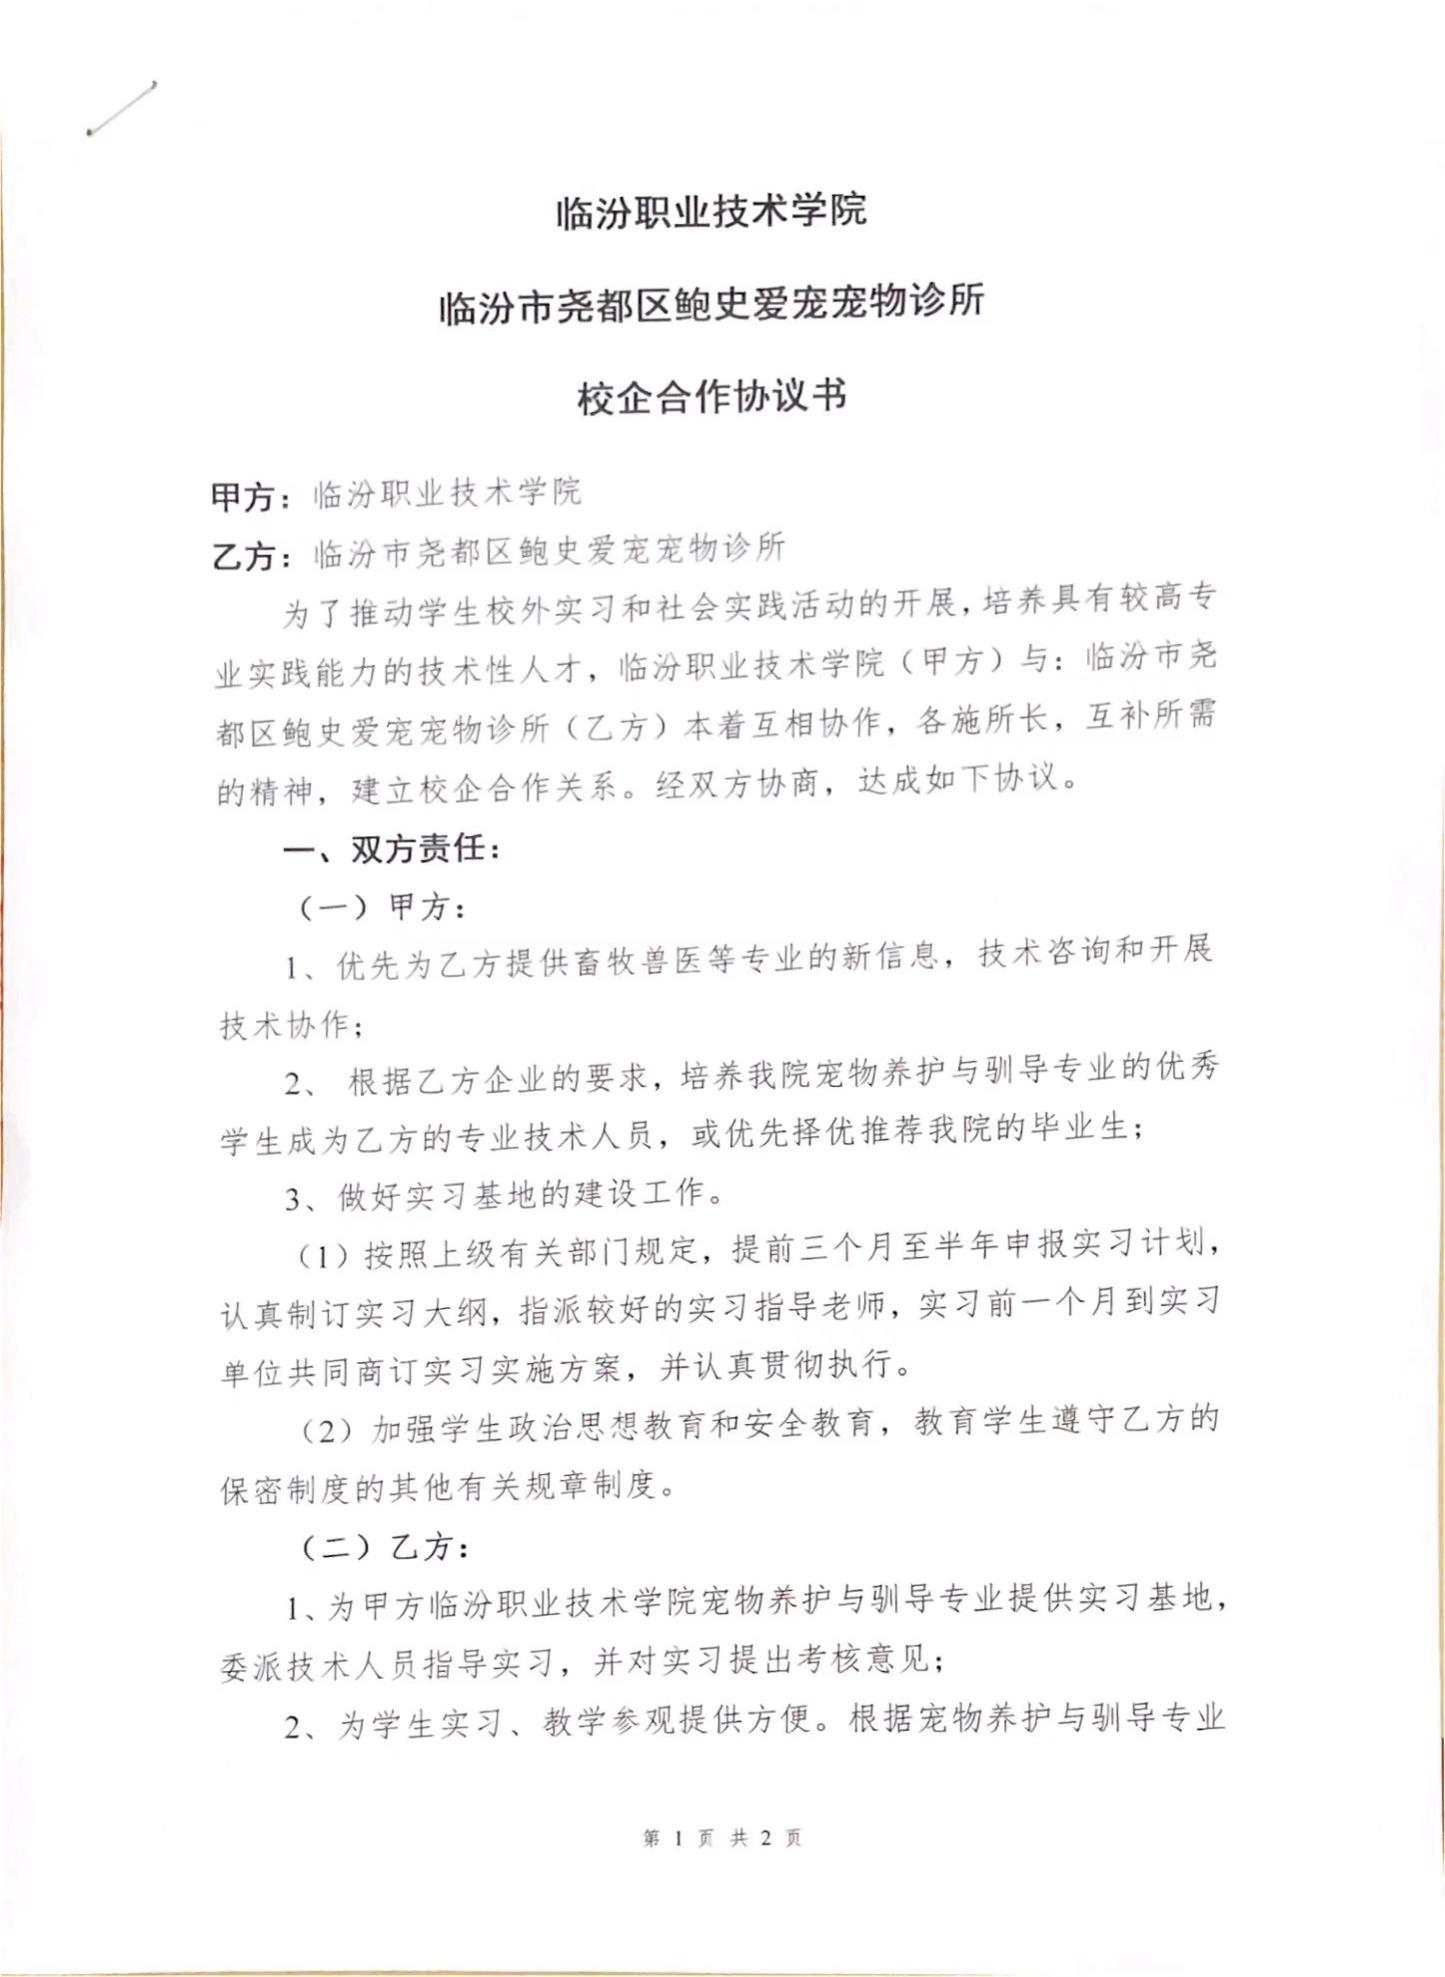 临汾职业技术学院
临汾市尧都区鲍史爱宠宠物诊所
校企合作协议书
甲方：临汾职业技术学院
乙方：临汾市尧都区鲍史爱宠宠物诊所
为了推动学生校外实习和社会实践活动的开展，培养具有较高专
业实践能力的技术性人才，临汾职业技术学院（甲方）与：临汾市尧
都区鲍史爱宠宠物诊所（乙方）本着互相协作，各施所长，互补所需
的精神，建立校企合作关系。经双方协商，达成如下协议。
一、双方责任：
（一）甲方：
1、优先为乙方提供畜牧兽医等专业的新信息，技术咨询和开展
技术协作；
2、 根据乙方企业的要求，培养我院宠物养护与驯导专业的优秀
学生成为乙方的专业技术人员，或优先择优推荐我院的毕业生；
3、做好实习基地的建设工作。
（1）按照上级有关部门规定，提前三个月至半年申报实习计划，
认真制订实习大纲，指派较好的实习指导老师，实习前一个月到实习
单位共同商订实习实施方案，并认真贯彻执行。
（2）加强学生政治思想教育和安全教育，教育学生遵守乙方的
保密制度的其他有关规章制度。
（二）乙方：
1、为甲方临汾职业技术学院宠物养护与驯导专业提供实习基地，
委派技术人员指导实习，并对实习提出考核意见；
2、为学生实习、教学参观提供方便。根据宠物养护与驯导专业
第 1 页 共 2 页